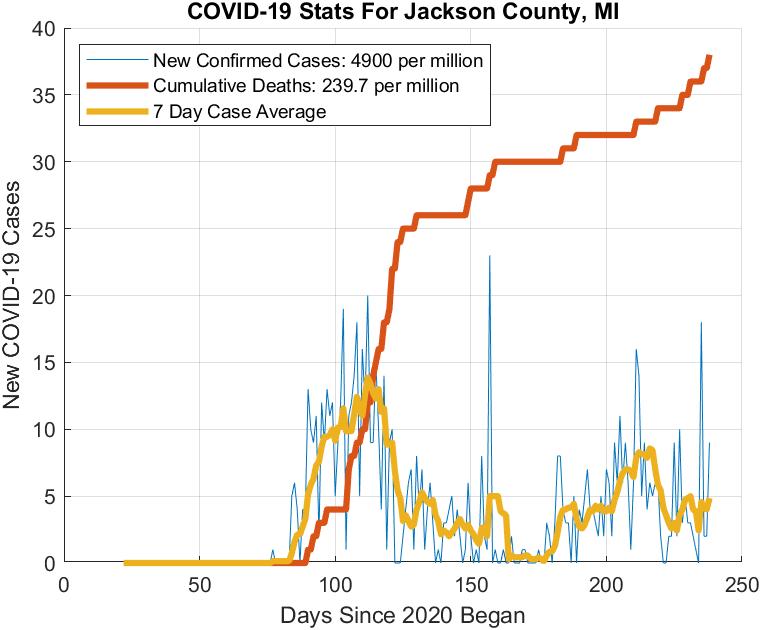 COVID-19 Stats For Jackson County, MI
New Confirmed Cases: 4900 per million
Cumulative Deaths: 239.7 per million
7 Day Case Average
New COVID-19 Cases
40
35
30
25
20
15
10
5
0
0 50 100 150 200 250
Days Since 2020 Began